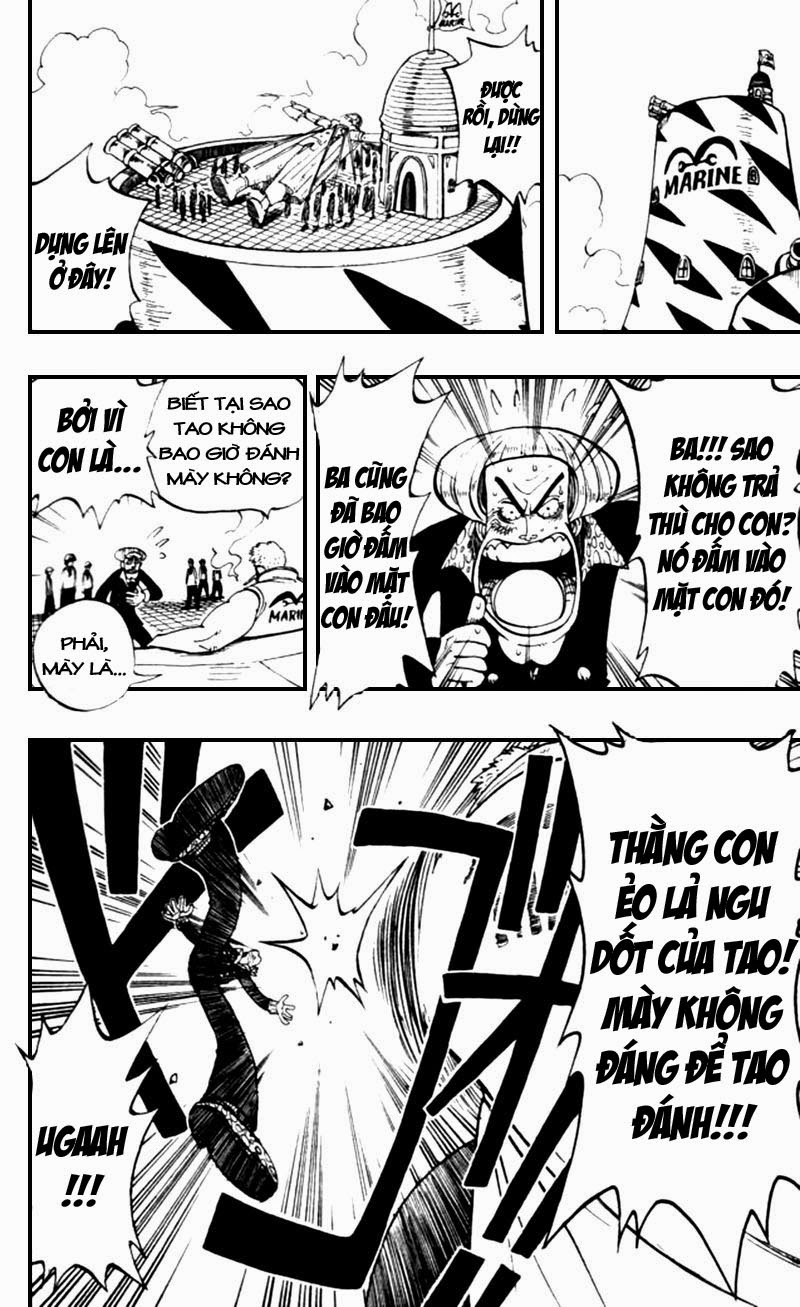 MARINE
MARINE
ĐƯỢC
RỒI, DỪNG
LẠI!!
DỰNG LÊN
Ở ĐÂY!
BA!!! SAO
KHÔNG TRẢ
THÙ CHO CON?
NÓ ĐẤM VÀO
MẶT CON ĐÓ!
BA CŨNG
ĐÃ BAO
GIỜ ĐẤM
VÀO MẶT
CON ĐÂU!
BIẾT TẠI SAO
TAO KHÔNG
BAO GIỜ ĐÁNH
MÀY KHÔNG?
BỞI VÌ
CON LÀ...
MARINE
PHẢI,
MÀY LÀ...
THẰNG CON
ẺO LẢ NGU
DỐT CỦA TAO!
MÀY KHÔNG
ĐÁNG ĐỂ TAO
ĐÁNH!!!
UGAAH
!!!